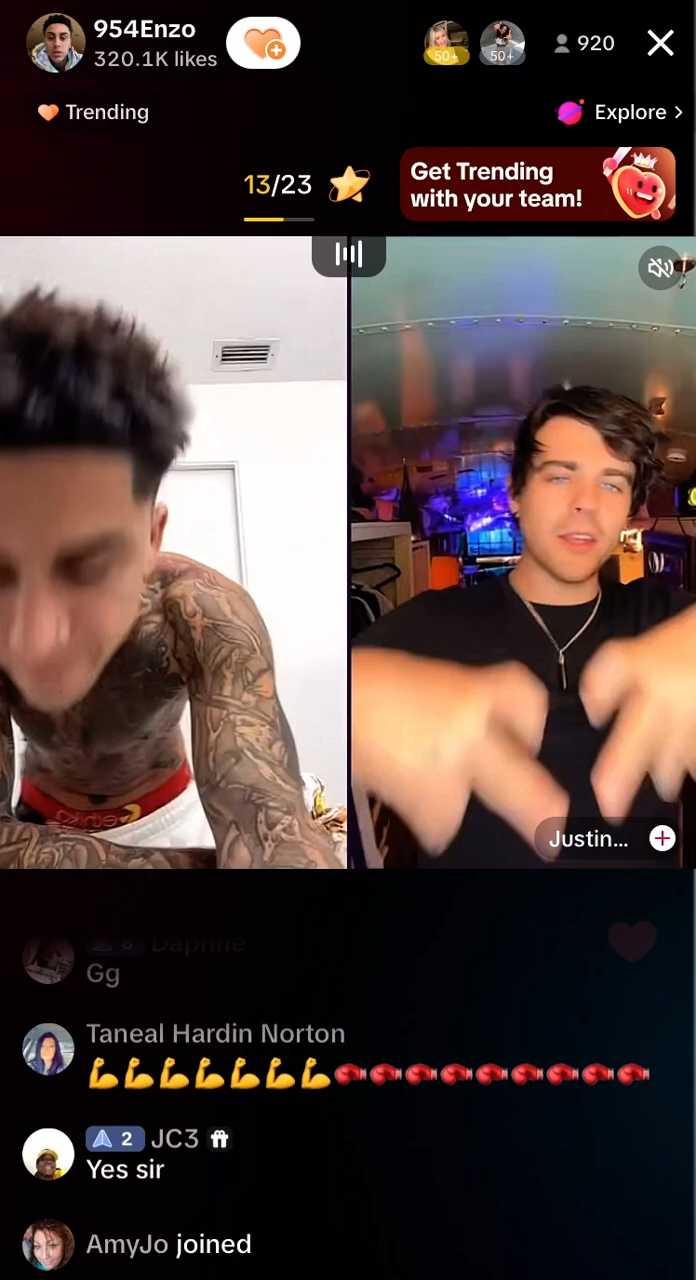 954Enzo
320.1K likes
50+
50+
920
Trending
Explore >
13/23
Get Trending
with your team!
Justin...
Daphne
Gg
Taneal Hardin Norton
💪💪💪💪💪💪💪🥊🥊🥊🥊🥊🥊🥊🥊🥊
2 JC3
Yes sir
AmyJo joined